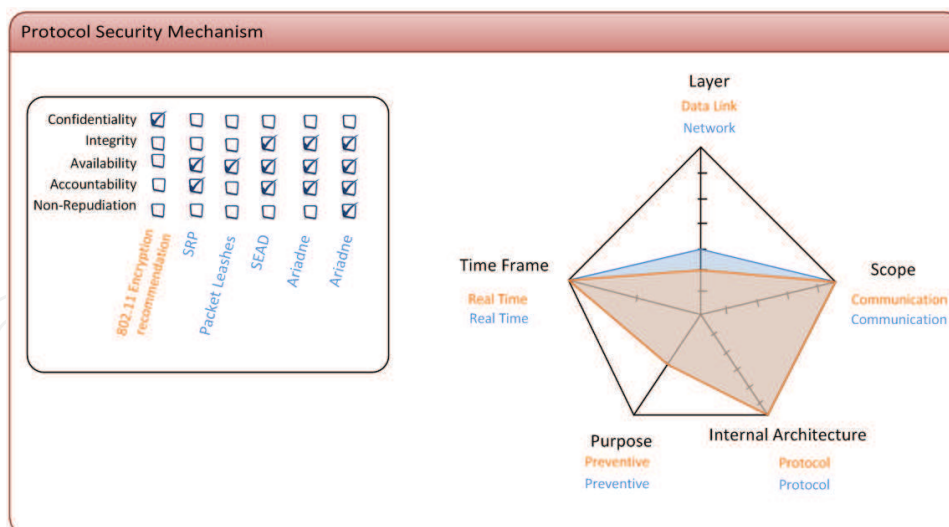 Protocol Security Mechanism
Confidentiality
Integrity
Availability
Accountability
Non-Repudiation
802.11 Encryption
recommendation
SRP
Packet Leashes
SEAD
Ariadne
Ariadne
Layer
Data Link
Network
Time Frame
Real Time
Real Time
Scope
Communication
Communication
Purpose
Preventive
Preventive
Internal Architecture
Protocol
Protocol